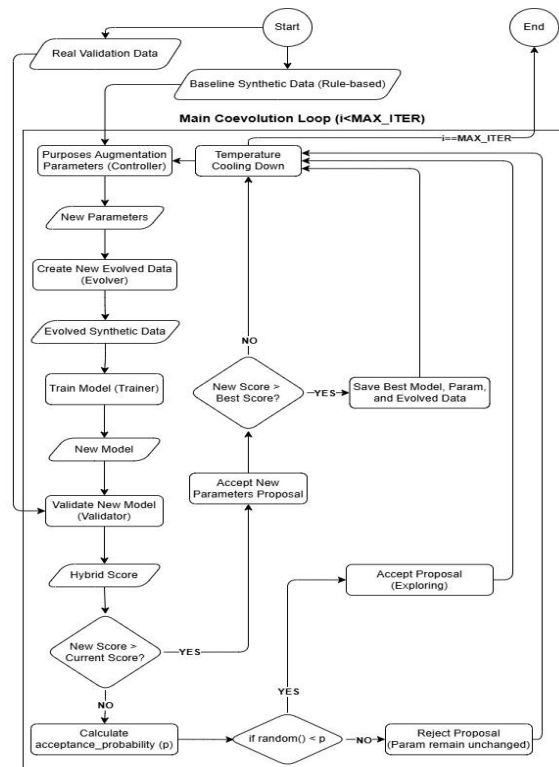 Start
End
Real Validation Data
Baseline Synthetic Data (Rule-based)
Main Coevolution Loop (i<MAX_ITER)
i==MAX_ITER
Purposes Augmentation
Parameters (Controller)
Temperature
Cooling Down
New Parameters
Create New Evolved Data
(Evolver)
Evolved Synthetic Data
NO
Train Model (Trainer)
New Score >
Best Score?
YES
Save Best Model, Param,
and Evolved Data
New Model
Accept New
Parameters Proposal
Validate New Model
(Validator)
Hybrid Score
Accept Proposal
(Exploring)
New Score >
Current Score?
YES
YES
NO
Calculate
acceptance_probability (p)
if random() < p
NO
Reject Proposal
(Param remain unchanged)